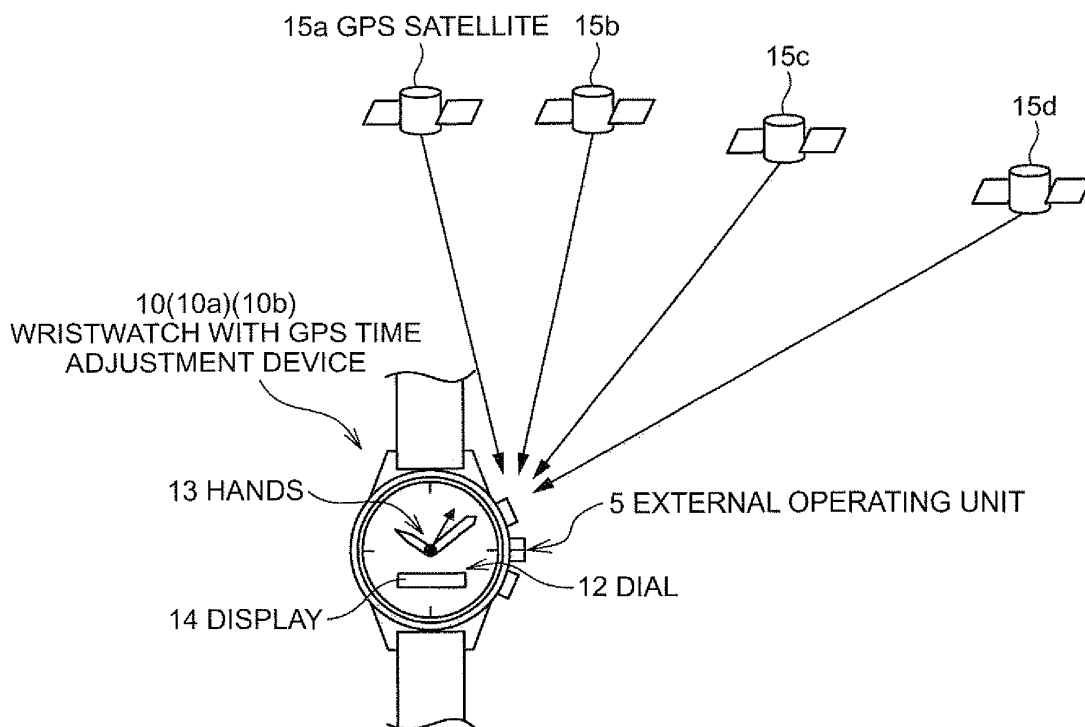 15a GPS SATELLITE
15b
15c
15d
10(10a)(10b)
WRISTWATCH WITH GPS TIME
ADJUSTMENT DEVICE
13 HANDS
5 EXTERNAL OPERATING UNIT
12 DIAL
14 DISPLAY